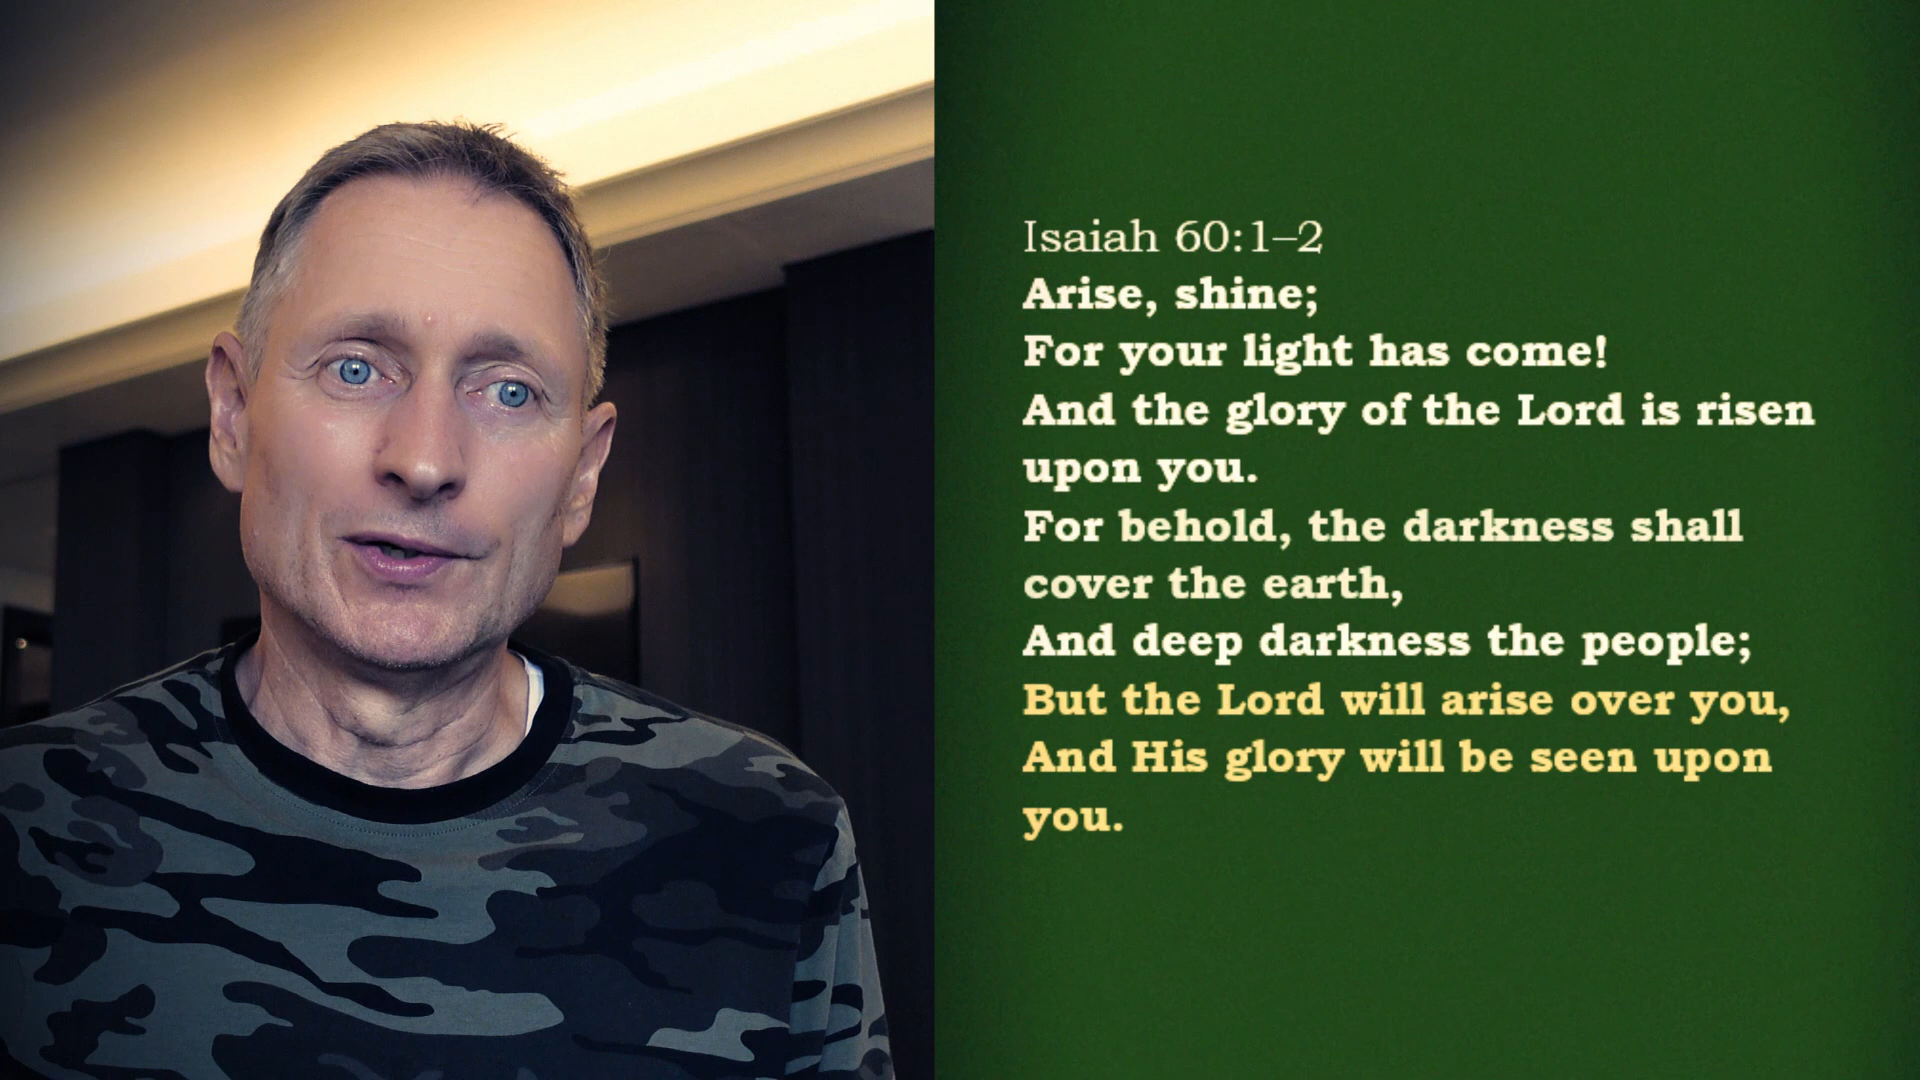 Isaiah 60:1–2
Arise, shine;
For your light has come!
And the glory of the Lord is risen
upon you.
For behold, the darkness shall
cover the earth,
And deep darkness the people;
But the Lord will arise over you,
And His glory will be seen upon
you.